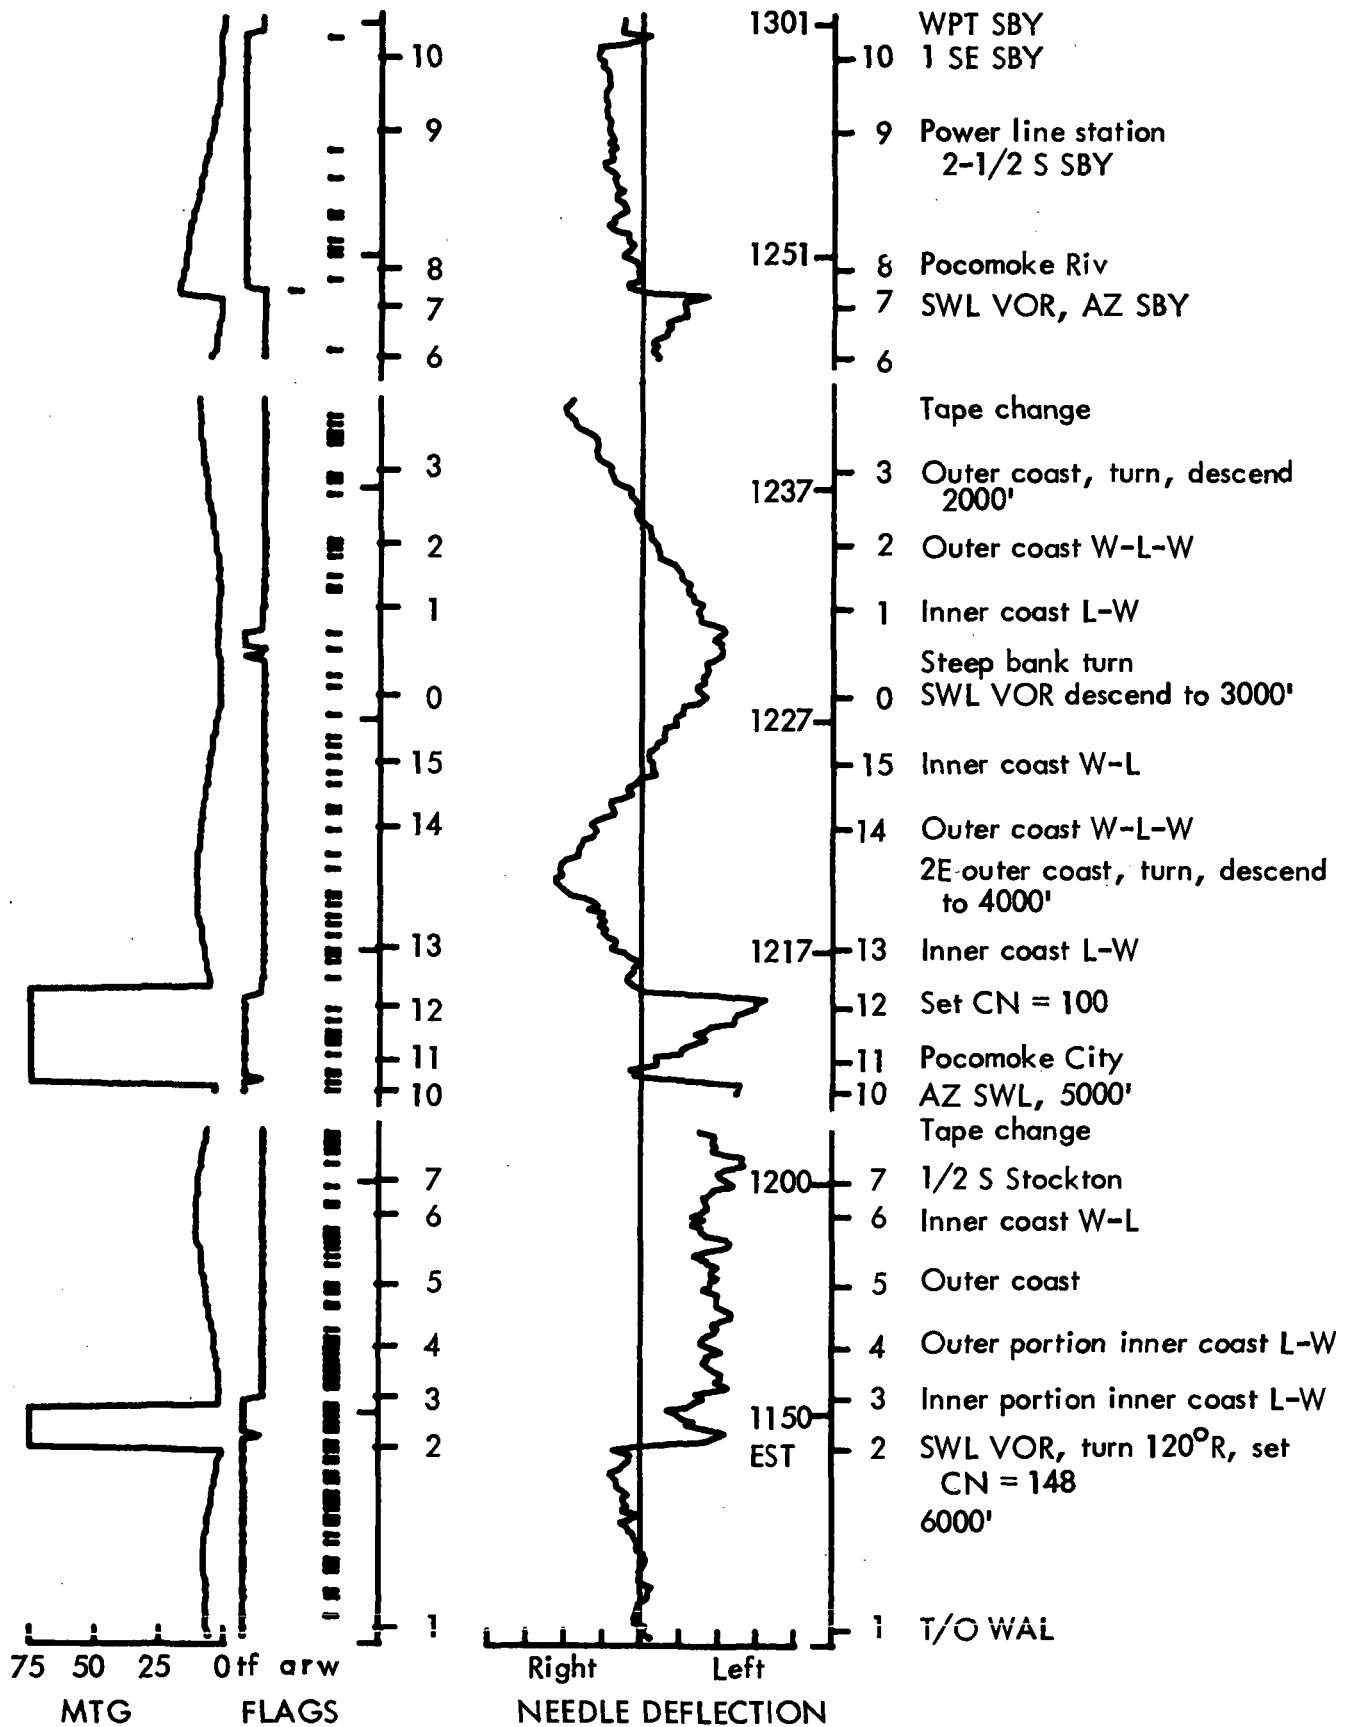 1301 WPT SBY
10 10 1 SE SBY
9 9 Power line station
2-1/2 S SBY
1251
8 8 Pocomoke Riv
7 7 SWL VOR, AZ SBY
6 6
Tape change
3 3 Outer coast, turn, descend
1237 2000'
2 2 Outer coast W-L-W
1 1 Inner coast L-W
Steep bank turn
0 0 SWL VOR descend to 3000'
1227
15 15 Inner coast W-L
14 14 Outer coast W-L-W
2E outer coast, turn, descend
to 4000'
13 1217 13 Inner coast L-W
12 12 Set CN = 100
11 11 Pocomoke City
10 10 AZ SWL, 5000'
Tape change
7 1200 7 1/2 S Stockton
6 6 Inner coast W-L
5 5 Outer coast
4 4 Outer portion inner coast L-W
3 3 Inner portion inner coast L-W
1150
2 EST 2 SWL VOR, turn 120°R, set
CN = 148
6000'
1 1 T/O WAL
75 50 25 0 tf arw Right Left
MTG FLAGS NEEDLE DEFLECTION